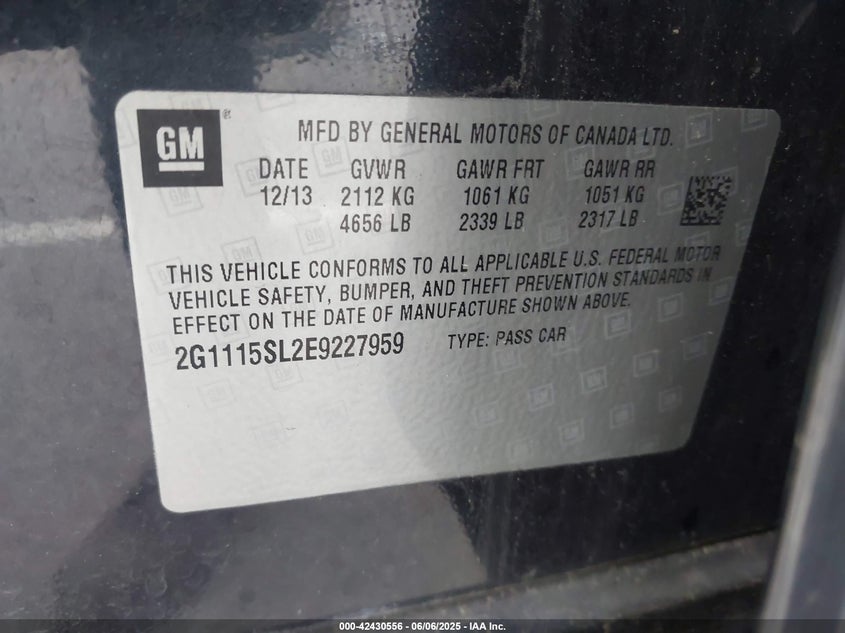 GM ®
MFD BY GENERAL MOTORS OF CANADA LTD.
DATE GVWR GAWR FRT GAWR RR
12/13 2112 KG 1061 KG 1051 KG
4656 LB 2339 LB 2317 LB
THIS VEHICLE CONFORMS TO ALL APPLICABLE U.S. FEDERAL MOTOR
VEHICLE SAFETY, BUMPER, AND THEFT PREVENTION STANDARDS IN
EFFECT ON THE DATE OF MANUFACTURE SHOWN ABOVE.
2G1115SL2E9227959 TYPE: PASS CAR
000-42430556 - 06/06/2025 - IAA Inc.